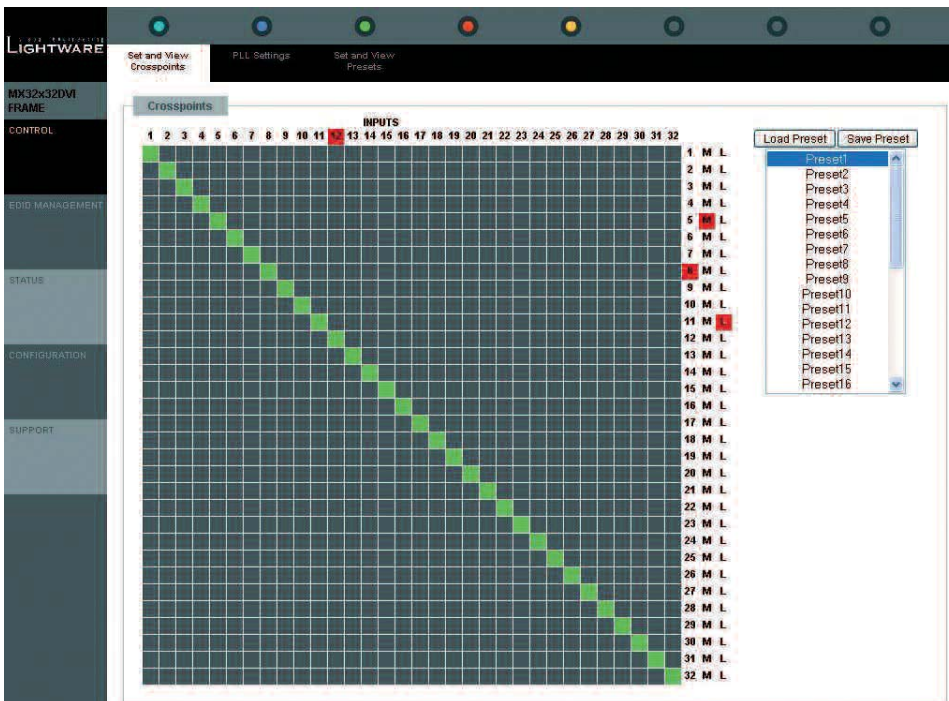 LIGHTWARE
Set and View
Crosspoints
PLL Settings
Set and View
Presets
MX32x32DVI
FRAME
CONTROL
EDID MANAGEMENT
STATUS
CONFIGURATION
SUPPORT
Crosspoints
INPUTS
1 2 3 4 5 6 7 8 9 10 11 12 13 14 15 16 17 18 19 20 21 22 23 24 25 26 27 28 29 30 31 32
1 M L
2 M L
3 M L
4 M L
5 M L
6 M L
7 M L
8 M L
9 M L
10 M L
11 M L
12 M L
13 M L
14 M L
15 M L
16 M L
17 M L
18 M L
19 M L
20 M L
21 M L
22 M L
23 M L
24 M L
25 M L
26 M L
27 M L
28 M L
29 M L
30 M L
31 M L
32 M L
Load Preset
Save Preset
Preset1
Preset2
Preset3
Preset4
Preset5
Preset6
Preset7
Preset8
Preset9
Preset10
Preset11
Preset12
Preset13
Preset14
Preset15
Preset16